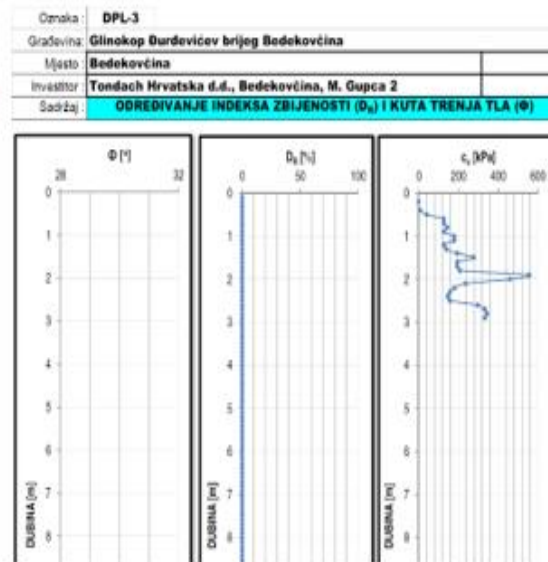 Oznaka : DPL-3
Građevina: Glinokop Đurđevićev brijeg Bedekovčina
Mjesto : Bedekovčina
Investitor : Tondach Hrvatska d.d., Bedekovčina, M. Gupca 2
Sadržaj : ODREĐIVANJE INDEKSA ZBIJENOSTI (DR) I KUTA TRENJA TLA (Φ)
Φ [°]
28 32
0
1
2
3
4
5
6
7
8
DUBINA [m]
DR [%]
0 50 100
0
1
2
3
4
5
6
7
8
DUBINA [m]
cu [kPa]
0 200 400 600
0
1
2
3
4
5
6
7
8
DUBINA [m]